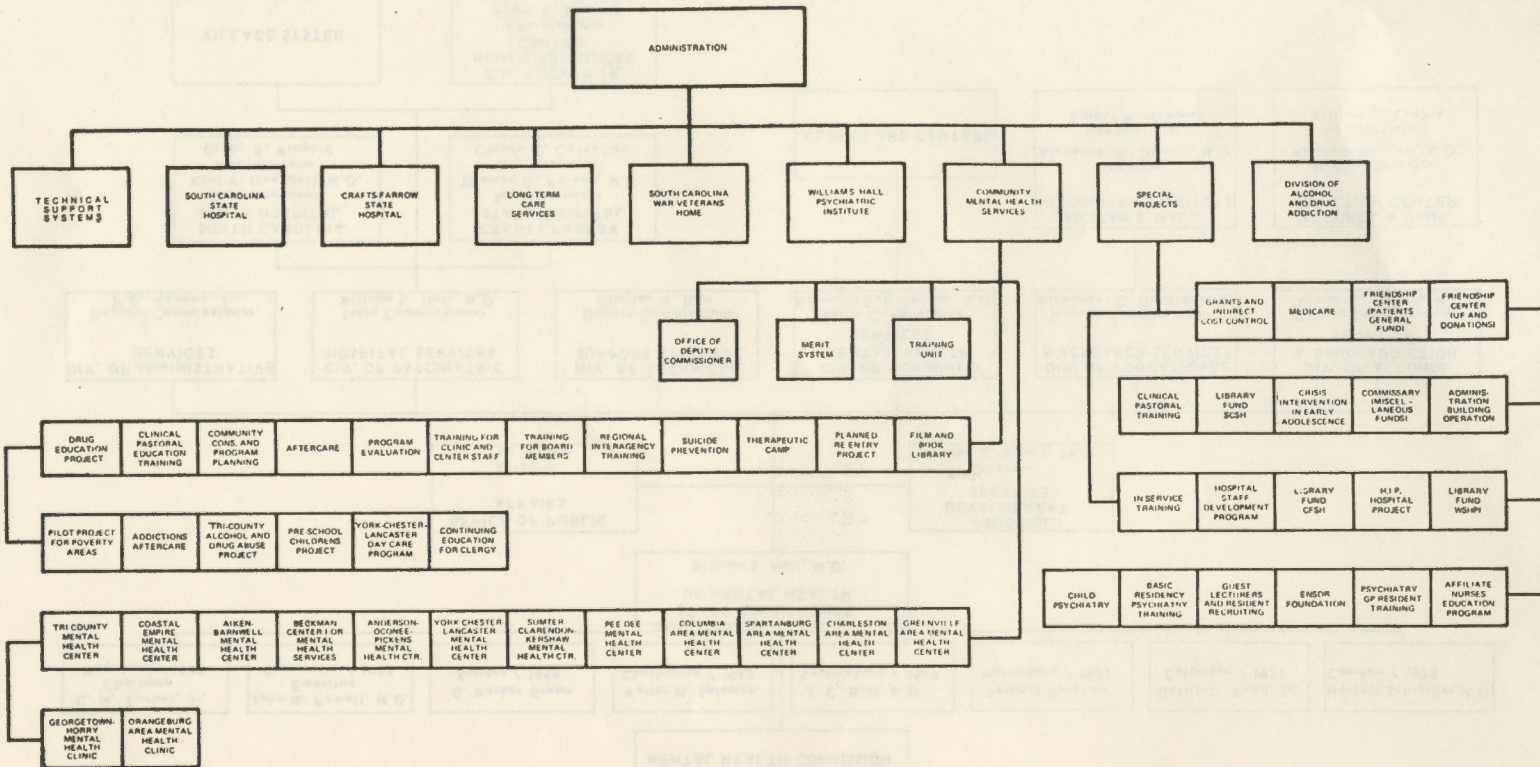 ADMINISTRATION
TECHNICAL
SUPPORT
SYSTEMS
SOUTH CAROLINA
STATE
HOSPITAL
CRAFTS-FARROW
STATE
HOSPITAL
LONG TERM
CARE
SERVICES
SOUTH CAROLINA
WAR VETERANS
HOME
WILLIAM S. HALL
PSYCHIATRIC
INSTITUTE
COMMUNITY
MENTAL HEALTH
SERVICES
SPECIAL
PROJECTS
DIVISION OF
ALCOHOL
AND DRUG
ADDICTION
OFFICE OF
DEPUTY
COMMISSIONER
MERIT
SYSTEM
TRAINING
UNIT
GRANTS AND
INDIRECT
COST CONTROL
MEDICARE
FRIENDSHIP
CENTER
(PATIENTS
GENERAL
FUND)
FRIENDSHIP
CENTER
(UF AND
DONATIONS)
CLINICAL
PASTORAL
TRAINING
LIBRARY
FUND
SCSH
CRISIS
INTERVENTION
IN EARLY
ADOLESCENCE
COMMISSARY
(MISCEL-
LANEOUS
FUNDS)
ADMINIS-
TRATION
BUILDING
OPERATION
DRUG
EDUCATION
PROJECT
CLINICAL
PASTORAL
EDUCATION
TRAINING
COMMUNITY
CONS. AND
PROGRAM
PLANNING
AFTERCARE
PROGRAM
EVALUATION
TRAINING FOR
CLINIC AND
CENTER STAFF
TRAINING
FOR BOARD
MEMBERS
REGIONAL
INTERAGENCY
TRAINING
SUICIDE
PREVENTION
THERAPEUTIC
CAMP
PLANNED
RE ENTRY
PROJECT
FILM AND
BOOK
LIBRARY
IN SERVICE
TRAINING
HOSPITAL
STAFF
DEVELOPMENT
PROGRAM
LIBRARY
FUND
CFSH
H.I.P.
HOSPITAL
PROJECT
LIBRARY
FUND
WSHPI
PILOT PROJECT
FOR POVERTY
AREAS
ADDICTIONS
AFTERCARE
TRI-COUNTY
ALCOHOL AND
DRUG ABUSE
PROJECT
PRE-SCHOOL
CHILDRENS
PROJECT
YORK-CHESTER-
LANCASTER
DAY CARE
PROGRAM
CONTINUING
EDUCATION
FOR CLERGY
CHILD
PSYCHIATRY
BASIC
RESIDENCY
PSYCHIATRY
TRAINING
GUEST
LECTURERS
AND RESIDENT
RECRUITING
ENSOR
FOUNDATION
PSYCHIATRY
GP RESIDENT
TRAINING
AFFILIATE
NURSES
EDUCATION
PROGRAM
TRI COUNTY
MENTAL
HEALTH
CENTER
COASTAL
EMPIRE
MENTAL
HEALTH
CENTER
AIKEN-
BARNWELL
MENTAL
HEALTH
CENTER
BECKMAN
CENTER FOR
MENTAL
HEALTH
SERVICES
ANDERSON-
OCONEE-
PICKENS
MENTAL
HEALTH CTR.
YORK CHESTER
LANCASTER
MENTAL
HEALTH
CENTER
SUMTER
CLARENDON-
KERSHAW
MENTAL
HEALTH CTR.
PEE DEE
MENTAL
HEALTH
CENTER
COLUMBIA
AREA MENTAL
HEALTH
CENTER
SPARTANBURG
AREA MENTAL
HEALTH
CENTER
CHARLESTON
AREA MENTAL
HEALTH
CENTER
GREENVILLE
AREA MENTAL
HEALTH
CENTER
GEORGETOWN-
HORRY
MENTAL
HEALTH
CLINIC
ORANGEBURG
AREA MENTAL
HEALTH
CLINIC